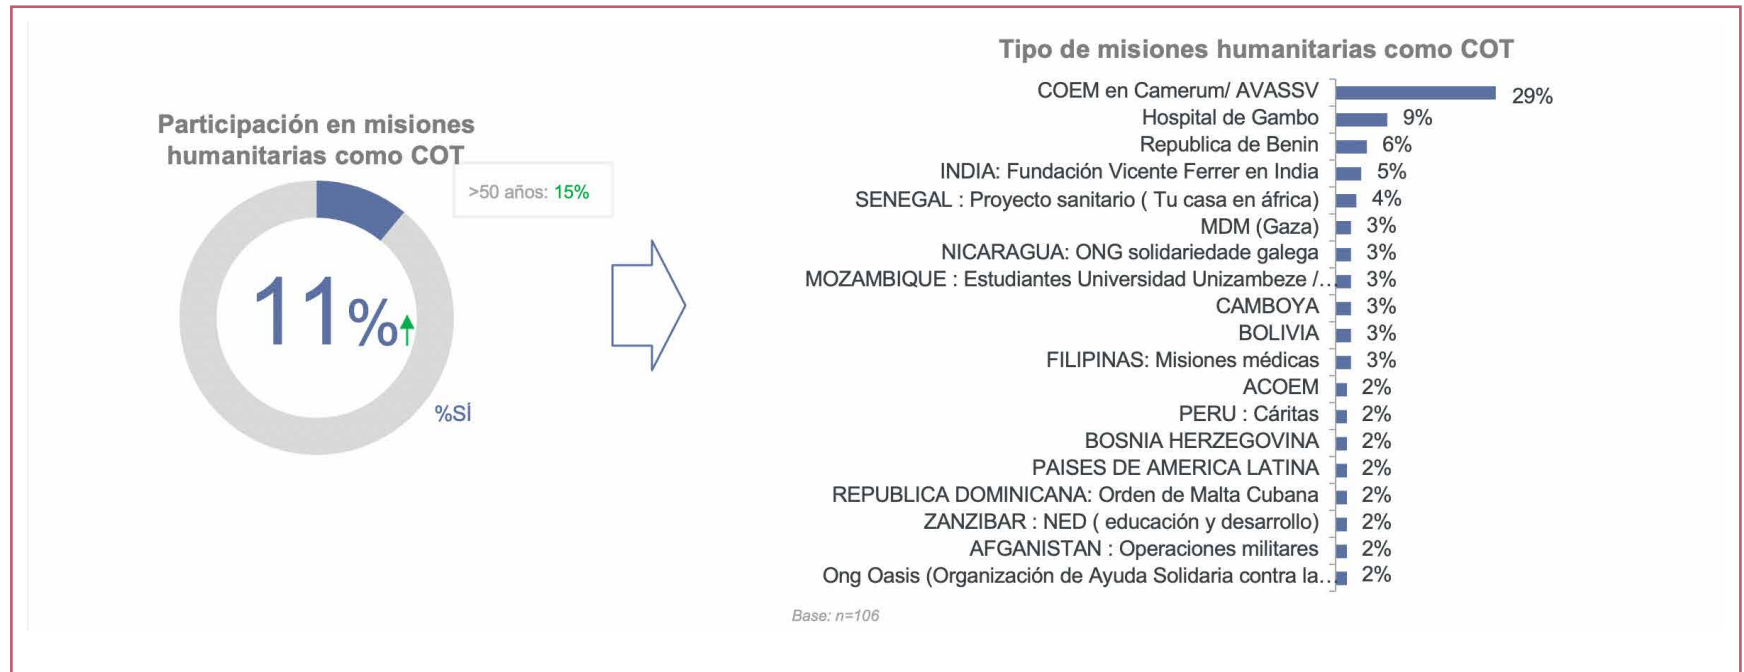 Participación en misiones
humanitarias como COT
>50 años: 15%
11%
%SÍ
Tipo de misiones humanitarias como COT
COEM en Camerum/ AVASSV 29%
Hospital de Gambo 9%
Republica de Benin 6%
INDIA: Fundación Vicente Ferrer en India 5%
SENEGAL : Proyecto sanitario ( Tu casa en áfrica) 4%
MDM (Gaza) 3%
NICARAGUA: ONG solidariedade galega 3%
MOZAMBIQUE : Estudiantes Universidad Unizambeze /... 3%
CAMBOYA 3%
BOLIVIA 3%
FILIPINAS: Misiones médicas 3%
ACOEM 2%
PERU : Cáritas 2%
BOSNIA HERZEGOVINA 2%
PAISES DE AMERICA LATINA 2%
REPUBLICA DOMINICANA: Orden de Malta Cubana 2%
ZANZIBAR : NED ( educación y desarrollo) 2%
AFGANISTAN : Operaciones militares 2%
Ong Oasis (Organización de Ayuda Solidaria contra la... 2%
Base: n=106